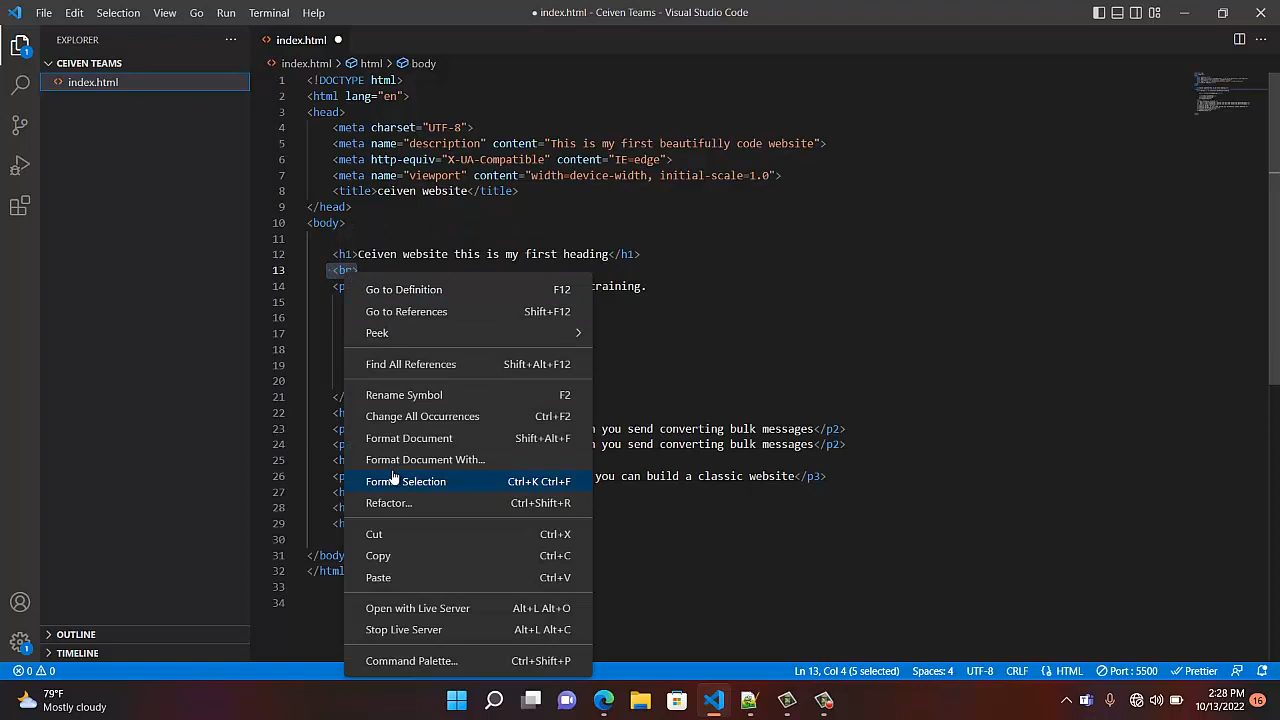 File Edit Selection View Go Run Terminal Help
● index.html - Ceiven Teams - Visual Studio Code
EXPLORER
CEIVEN TEAMS
index.html
OUTLINE
TIMELINE
index.html
index.html > html > body
1 <!DOCTYPE html>
2 <html lang="en">
3 <head>
4 <meta charset="UTF-8">
5 <meta name="description" content="This is my first beautifully code website">
6 <meta http-equiv="X-UA-Compatible" content="IE=edge">
7 <meta name="viewport" content="width=device-width, initial-scale=1.0">
8 <title>ceiven website</title>
9 </head>
10 <body>
11
12 <h1>Ceiven website this is my first heading</h1>
13 <br>
14 <p training.
15
16
17
18
19
20
21 </
22 <h
23 <p you send converting bulk messages</p2>
24 <p you send converting bulk messages</p2>
25 <h
26 <p you can build a classic website</p3>
27 <h
28 <h
29 <h
30
31 </body
32 </html
33
34
Go to Definition F12
Go to References Shift+F12
Peek
Find All References Shift+Alt+F12
Rename Symbol F2
Change All Occurrences Ctrl+F2
Format Document Shift+Alt+F
Format Document With...
Format Selection Ctrl+K Ctrl+F
Refactor... Ctrl+Shift+R
Cut Ctrl+X
Copy Ctrl+C
Paste Ctrl+V
Open with Live Server Alt+L Alt+O
Stop Live Server Alt+L Alt+C
Command Palette... Ctrl+Shift+P
0 0 Ln 13, Col 4 (5 selected) Spaces: 4 UTF-8 CRLF HTML Port : 5500 Prettier
79°F
Mostly cloudy
2:28 PM
10/13/2022
16